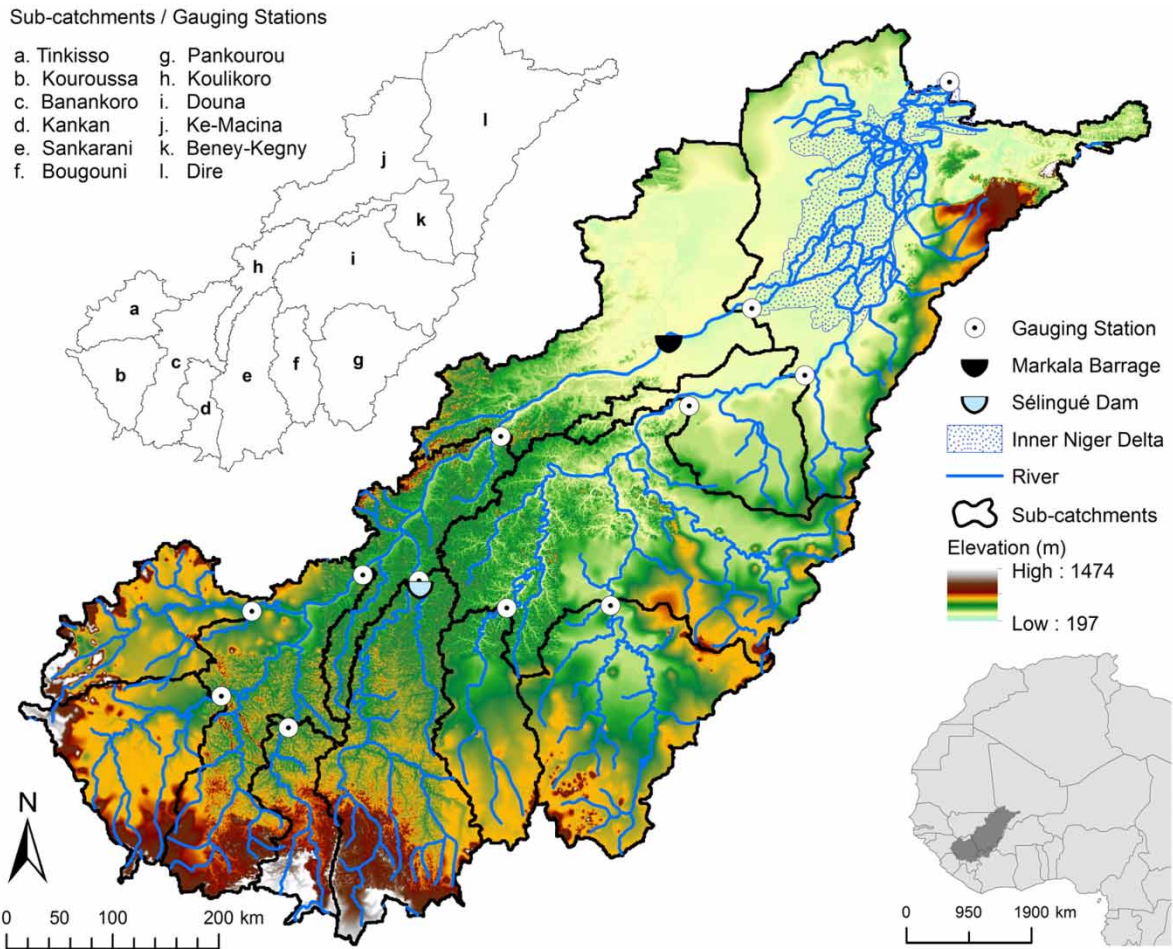 Sub-catchments / Gauging Stations
a. Tinkisso
b. Kouroussa
c. Banankoro
d. Kankan
e. Sankarani
f. Bougouni
g. Pankourou
h. Koulikoro
i. Douna
j. Ke-Macina
k. Beney-Kegny
l. Dire
l
j
k
i
h
a
c
b
d
e
f
g
Gauging Station
Markala Barrage
Sélingué Dam
Inner Niger Delta
River
Sub-catchments
Elevation (m)
High : 1474
Low : 197
N
0 50 100 200 km
0 950 1900 km